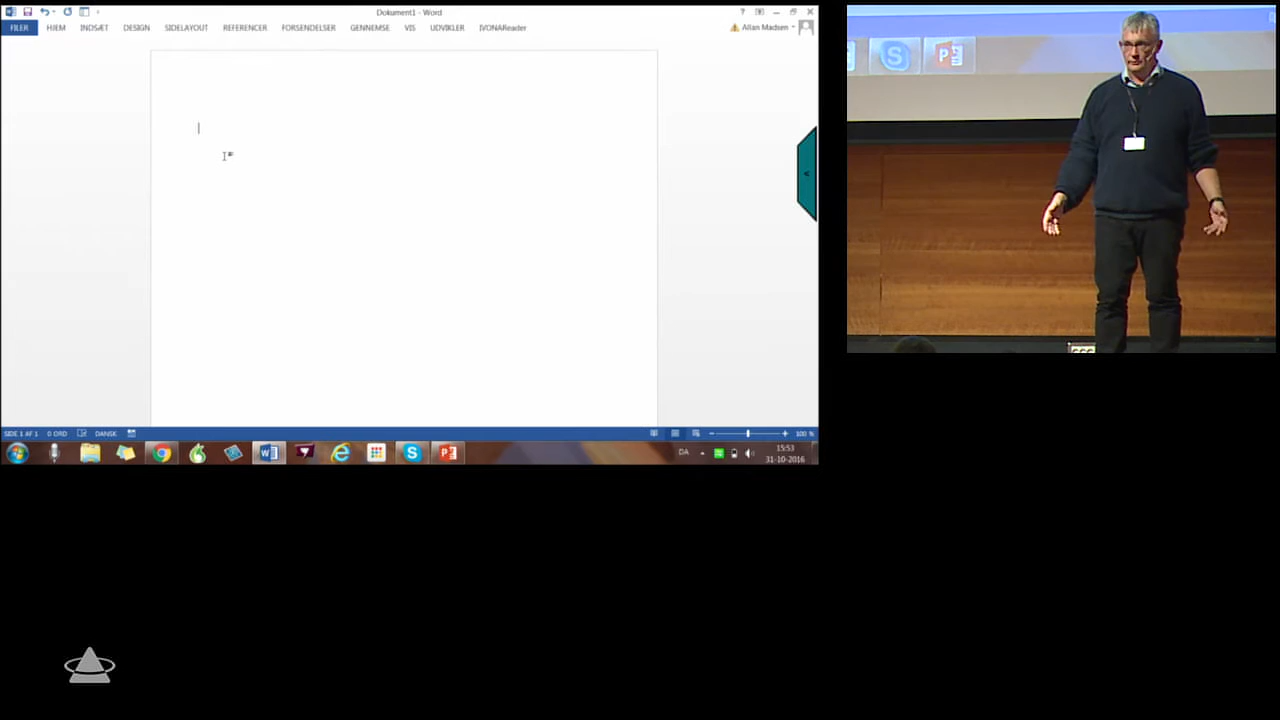 Dokument1 - Word
FILER HJEM INDSÆT DESIGN SIDELAYOUT REFERENCER FORSENDELSER GENNEMSE VIS UDVIKLER IVONAReader
Allan Madsen
SIDE 1 AF 1 0 ORD DANSK
100 %
DA
15:53
31-10-2016